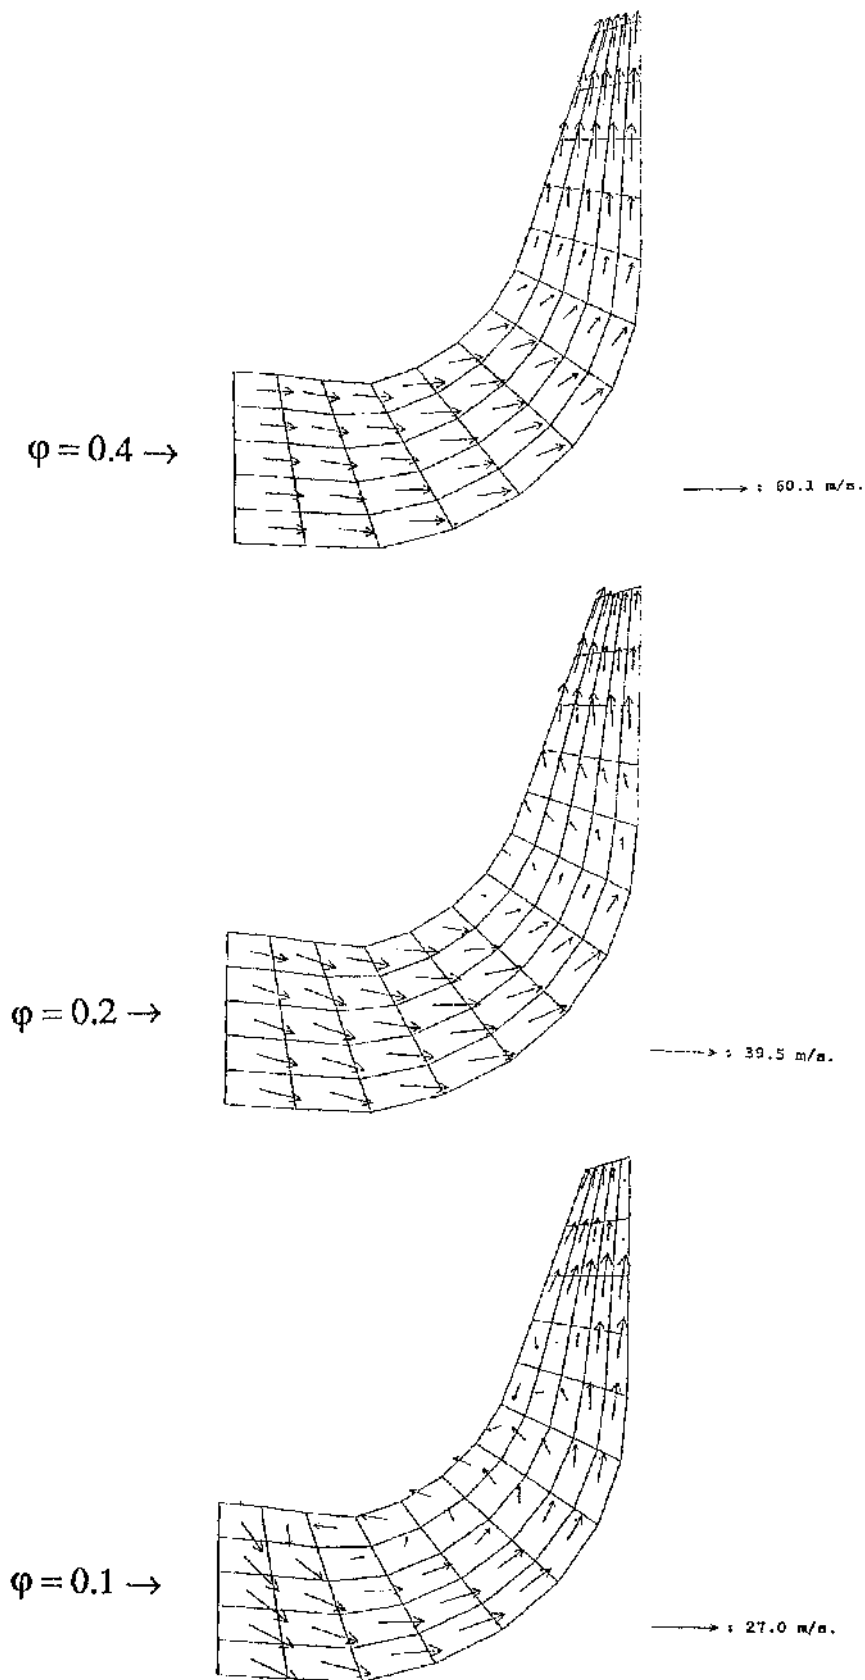 φ = 0.4 →
: 60.1 m/s.
φ = 0.2 →
: 39.5 m/s.
φ = 0.1 →
: 27.0 m/s.